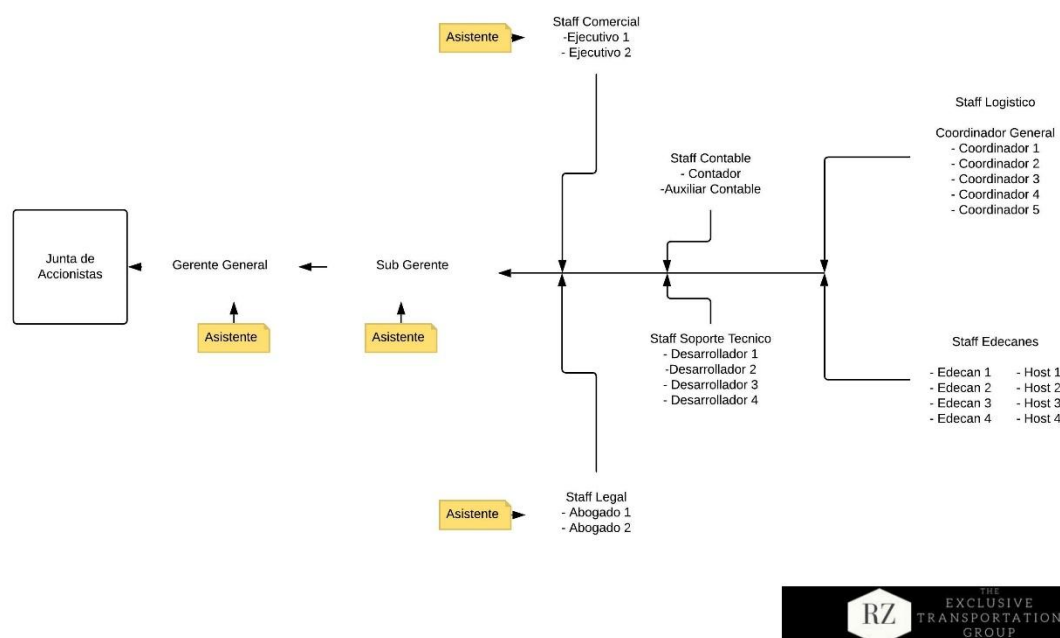 Asistente
Staff Comercial
-Ejecutivo 1
- Ejecutivo 2
Staff Logistico
Coordinador General
- Coordinador 1
- Coordinador 2
- Coordinador 3
- Coordinador 4
- Coordinador 5
Staff Contable
- Contador
-Auxiliar Contable
Junta de
Accionistas
Gerente General
Sub Gerente
Asistente
Asistente
Staff Soporte Tecnico
- Desarrollador 1
-Desarrollador 2
- Desarrollador 3
- Desarrollador 4
Staff Edecanes
- Edecan 1 - Host 1
- Edecan 2 - Host 2
- Edecan 3 - Host 3
- Edecan 4 - Host 4
Asistente
Staff Legal
- Abogado 1
- Abogado 2
RZ
THE
EXCLUSIVE
TRANSPORTATION
GROUP